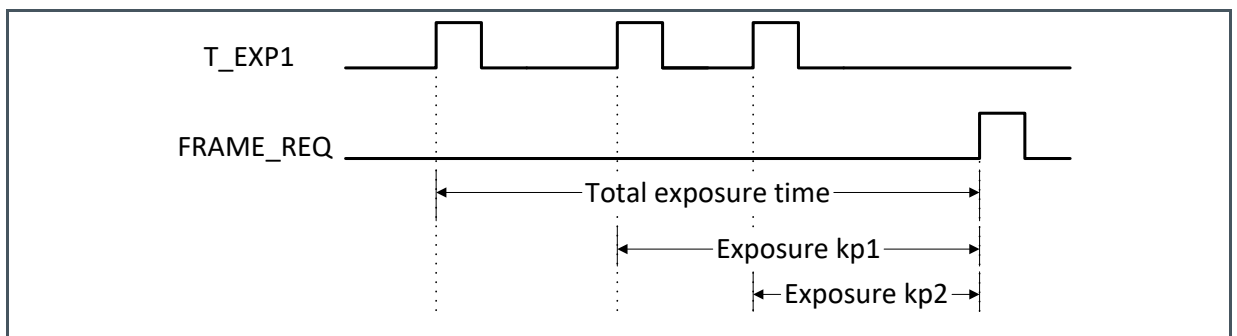 T_EXP1
FRAME_REQ
Total exposure time
Exposure kp1
Exposure kp2